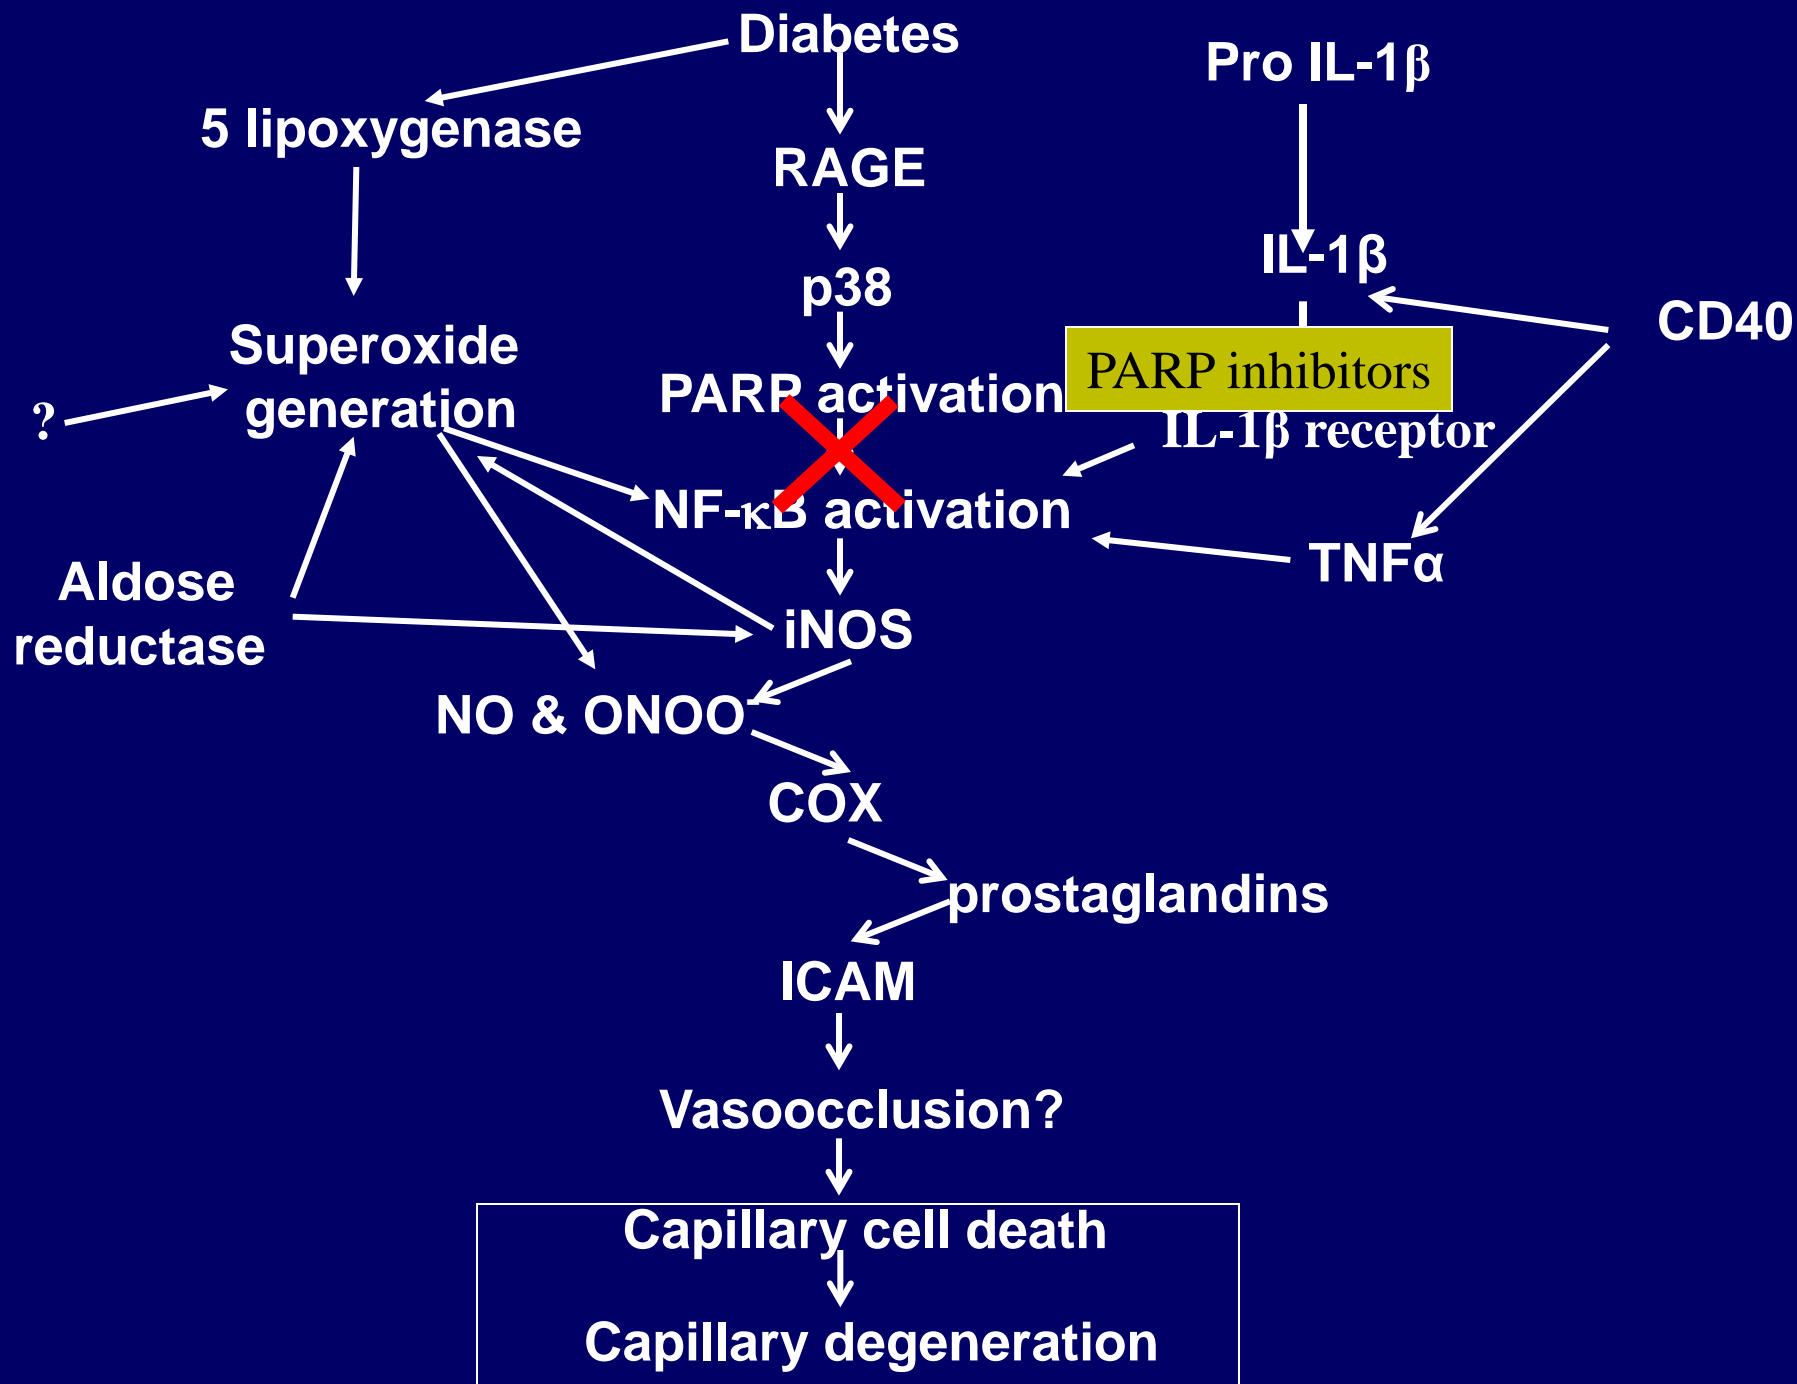 Diabetes
Pro IL-1β
5 lipoxygenase
RAGE
IL-1β
p38
CD40
Superoxide
generation
PARP inhibitors
PARP activation
?
IL-1β receptor
NF-κB activation
TNFα
Aldose
reductase
iNOS
NO & ONOO⁻
COX
prostaglandins
ICAM
Vasoocclusion?
Capillary cell death
Capillary degeneration